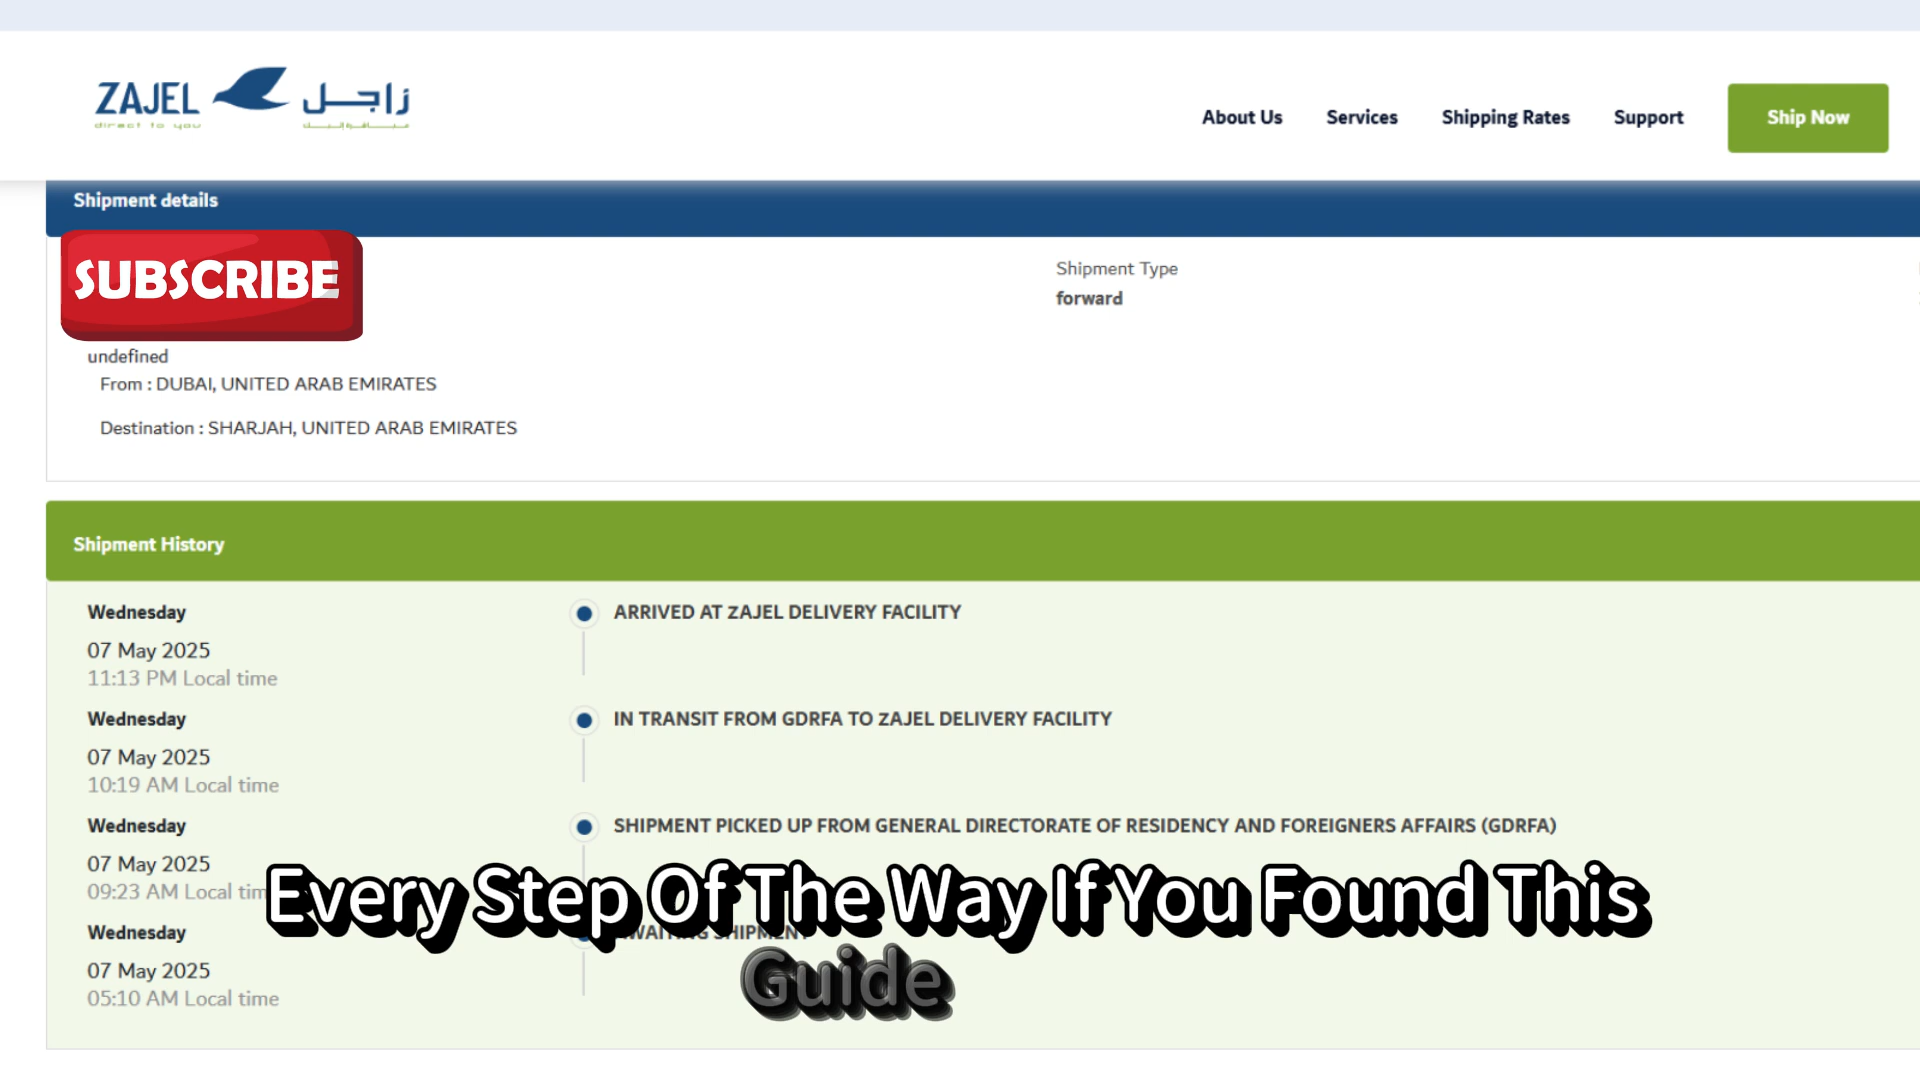 ZAJEL زاجل
direct to you
About Us Services Shipping Rates Support Ship Now
Shipment details
SUBSCRIBE
Shipment Type
forward
undefined
From : DUBAI, UNITED ARAB EMIRATES
Destination : SHARJAH, UNITED ARAB EMIRATES
Shipment History
Wednesday ARRIVED AT ZAJEL DELIVERY FACILITY
07 May 2025
11:13 PM Local time
Wednesday IN TRANSIT FROM GDRFA TO ZAJEL DELIVERY FACILITY
07 May 2025
10:19 AM Local time
Wednesday SHIPMENT PICKED UP FROM GENERAL DIRECTORATE OF RESIDENCY AND FOREIGNERS AFFAIRS (GDRFA)
07 May 2025
09:23 AM Local
Every Step Of The Way If You Found This
Guide
Wednesday SHIPMENT
07 May 2025
05:10 AM Local time